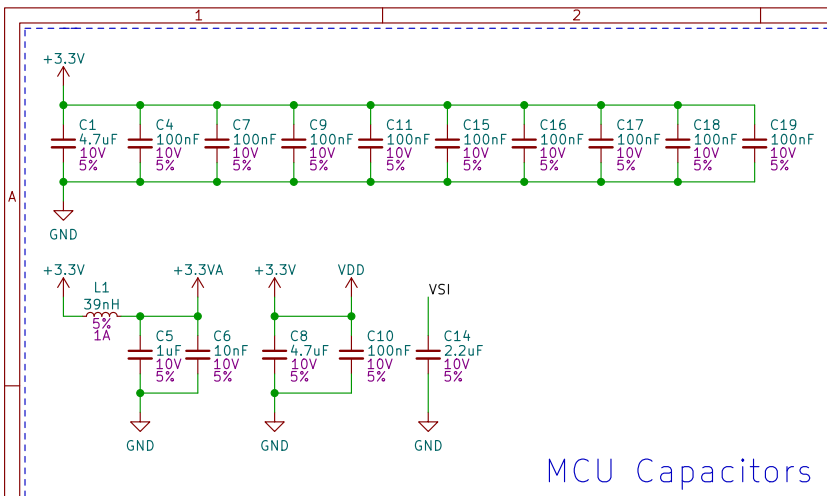 1 2
A
+3.3V
C1 C4 C7 C9 C11 C15 C16 C17 C18 C19
4.7uF 100nF 100nF 100nF 100nF 100nF 100nF 100nF 100nF 100nF
10V 10V 10V 10V 10V 10V 10V 10V 10V 10V
5% 5% 5% 5% 5% 5% 5% 5% 5% 5%
GND
+3.3V +3.3VA +3.3V VDD
VSI
L1
39nH
5%
1A
C5 C6 C8 C10 C14
1uF 10nF 4.7uF 100nF 2.2uF
10V 10V 10V 10V 10V
5% 5% 5% 5% 5%
GND GND GND
MCU Capacitors